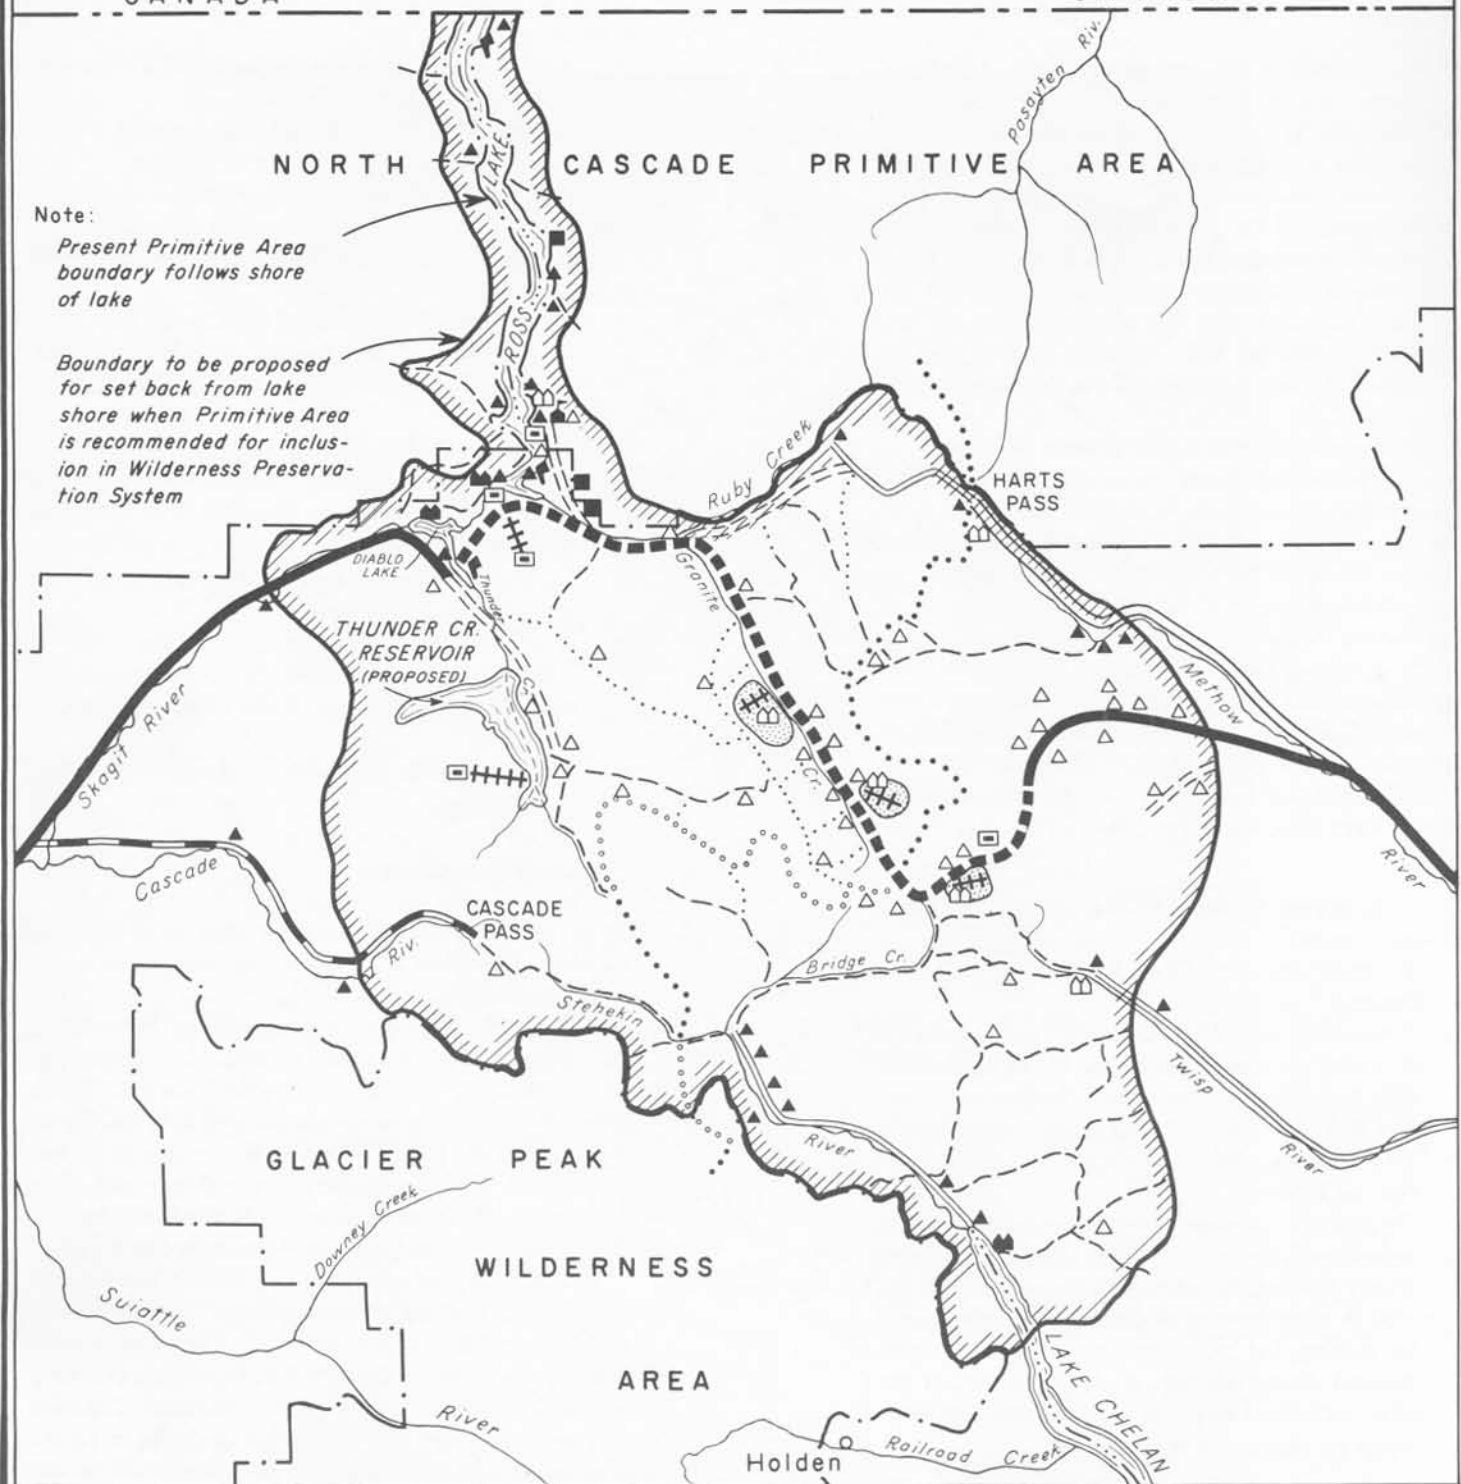 CANADA
NORTH CASCADE PRIMITIVE AREA
Pasayten Riv.
LAKE
ROSS
Note:
Present Primitive Area
boundary follows shore
of lake
Boundary to be proposed
for set back from lake
shore when Primitive Area
is recommended for inclus-
ion in Wilderness Preserva-
tion System
Ruby Creek
HARTS
PASS
DIABLO
LAKE
Thunder
Cr.
Granite
Cr.
THUNDER CR.
RESERVOIR
(PROPOSED)
Skagit River
Methow
River
Cascade
Riv.
CASCADE
PASS
Bridge Cr.
Stehekin
River
Twisp
River
GLACIER PEAK
WILDERNESS
AREA
Downey Creek
Suiattle
River
LAKE CHELAN
Holden
Railroad Creek